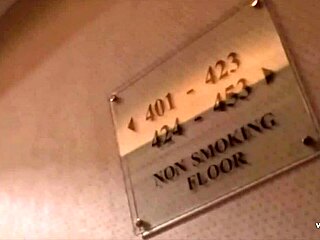 ◀ 401 - 423
424 - 453 ▶
NON SMOKING
FLOOR